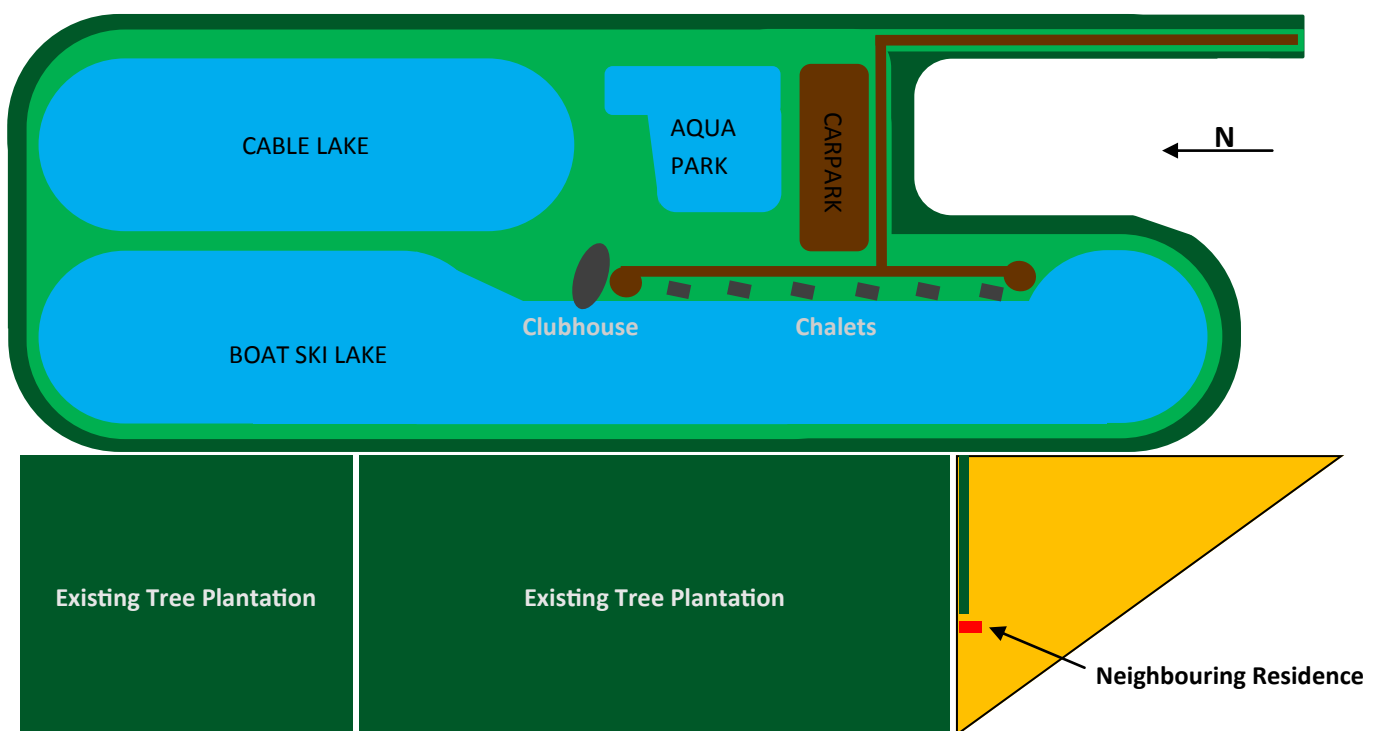 CABLE LAKE
AQUA
PARK
CARPARK
N
Clubhouse
Chalets
BOAT SKI LAKE
Existing Tree Plantation
Existing Tree Plantation
Neighbouring Residence